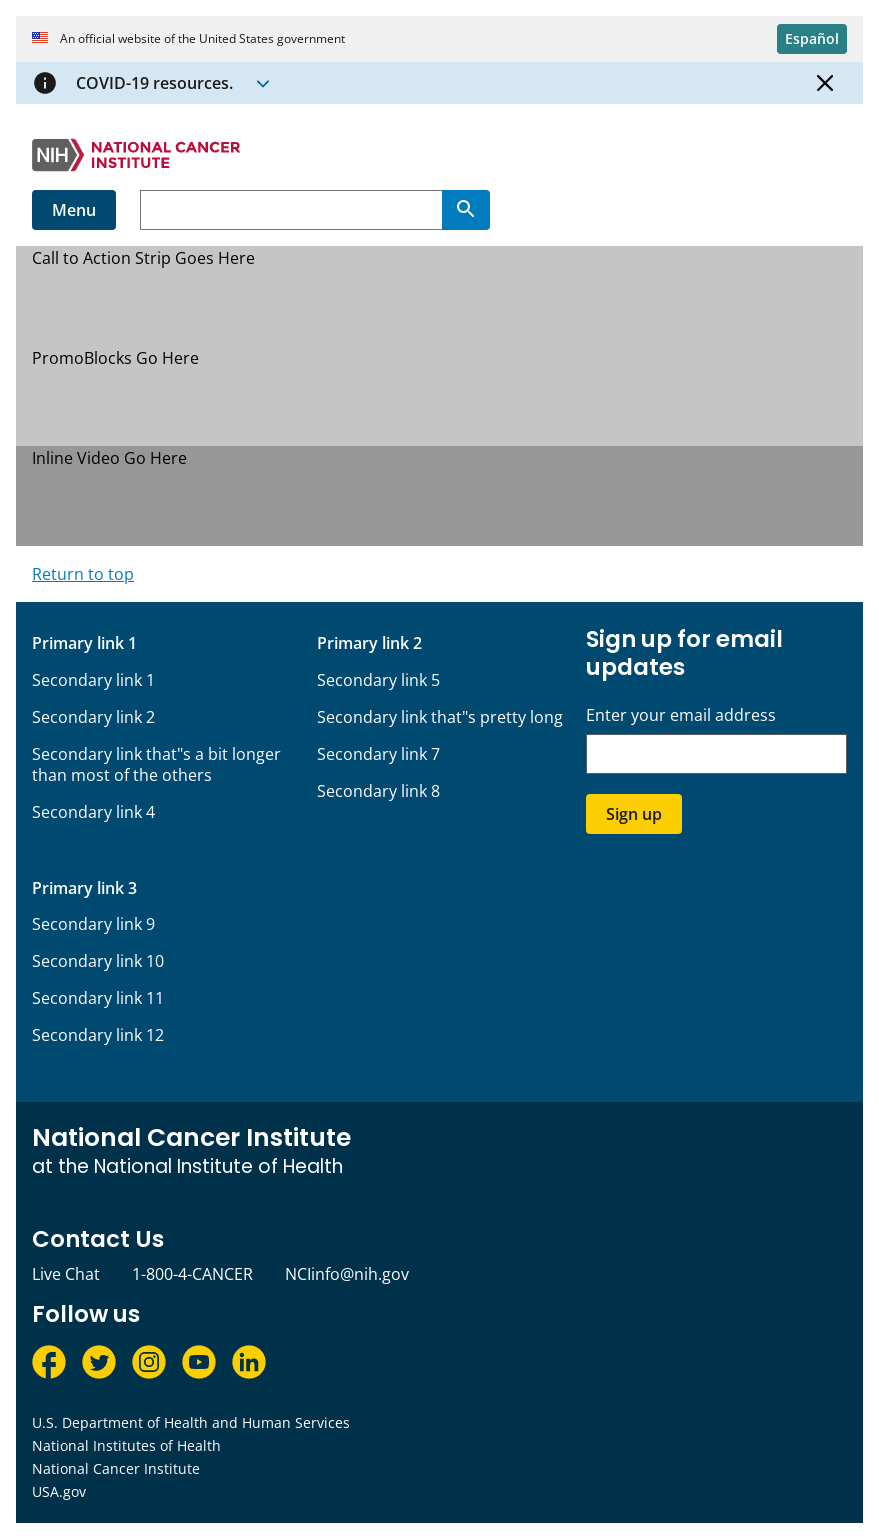 An official website of the United States government
Español
COVID-19 resources.
NIH
NATIONAL CANCER
INSTITUTE
Menu
Call to Action Strip Goes Here
PromoBlocks Go Here
Inline Video Go Here
Return to top
Primary link 1
Secondary link 1
Secondary link 2
Secondary link that"s a bit longer
than most of the others
Secondary link 4
Primary link 2
Secondary link 5
Secondary link that"s pretty long
Secondary link 7
Secondary link 8
Sign up for email
updates
Enter your email address
Sign up
Primary link 3
Secondary link 9
Secondary link 10
Secondary link 11
Secondary link 12
National Cancer Institute
at the National Institute of Health
Contact Us
Live Chat 1-800-4-CANCER NCIinfo@nih.gov
Follow us
U.S. Department of Health and Human Services
National Institutes of Health
National Cancer Institute
USA.gov